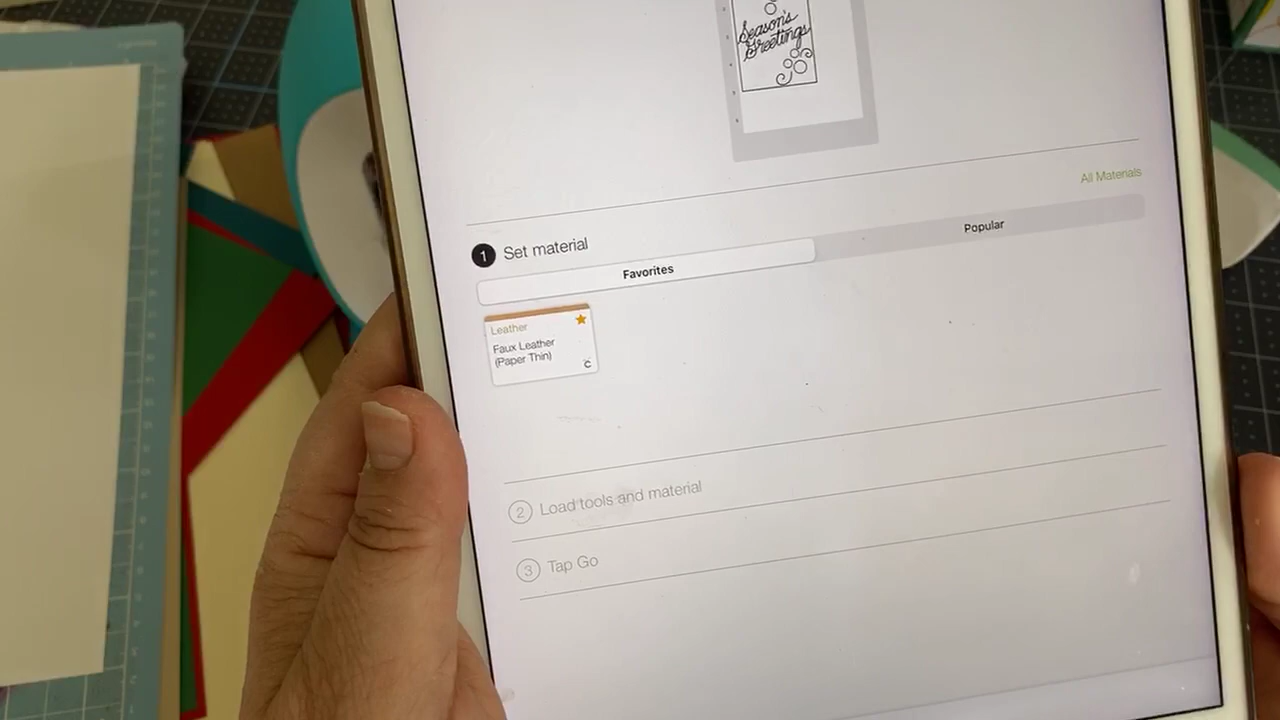 Season's
Greetings
All Materials
1 Set material
Favorites
Popular
Leather
Faux Leather
(Paper Thin)
C
2 Load tools and material
3 Tap Go